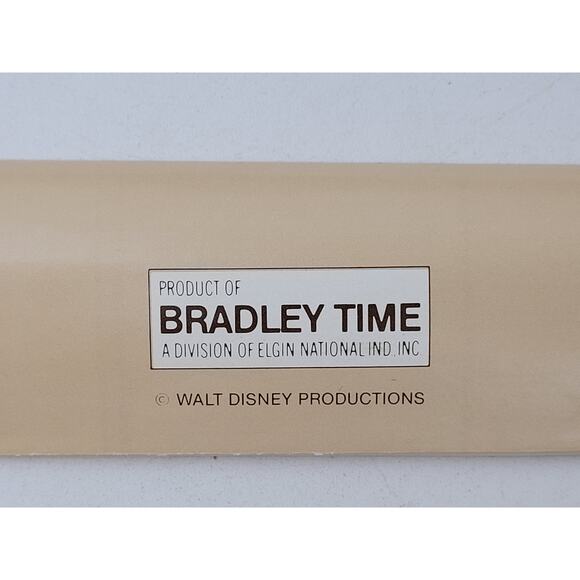 PRODUCT OF
BRADLEY TIME
A DIVISION OF ELGIN NATIONAL IND., INC
© WALT DISNEY PRODUCTIONS